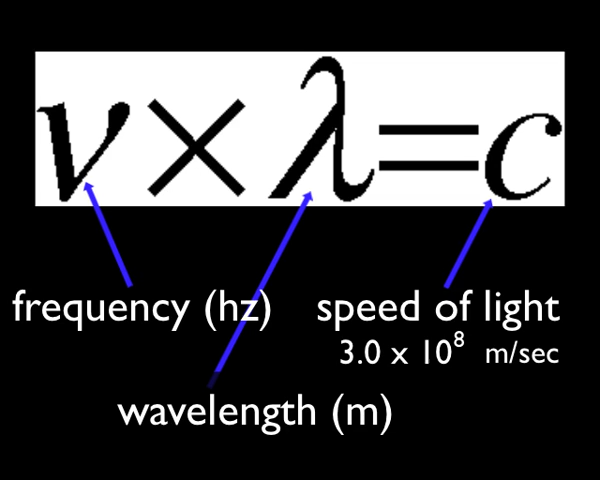 ν×λ=c
frequency (hz)
speed of light
3.0 x 10⁸ m/sec
wavelength (m)